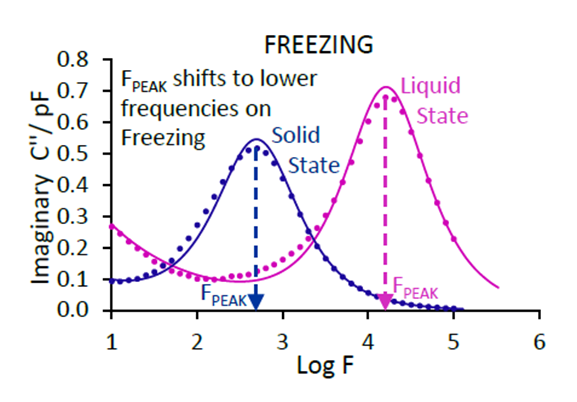 FREEZING
0.8
0.7
0.6
0.5
0.4
0.3
0.2
0.1
0.0
Imaginary C"/ pF
FPEAK shifts to lower
frequencies on
Freezing
Solid
State
Liquid
State
FPEAK
FPEAK
1 2 3 4 5 6
Log F